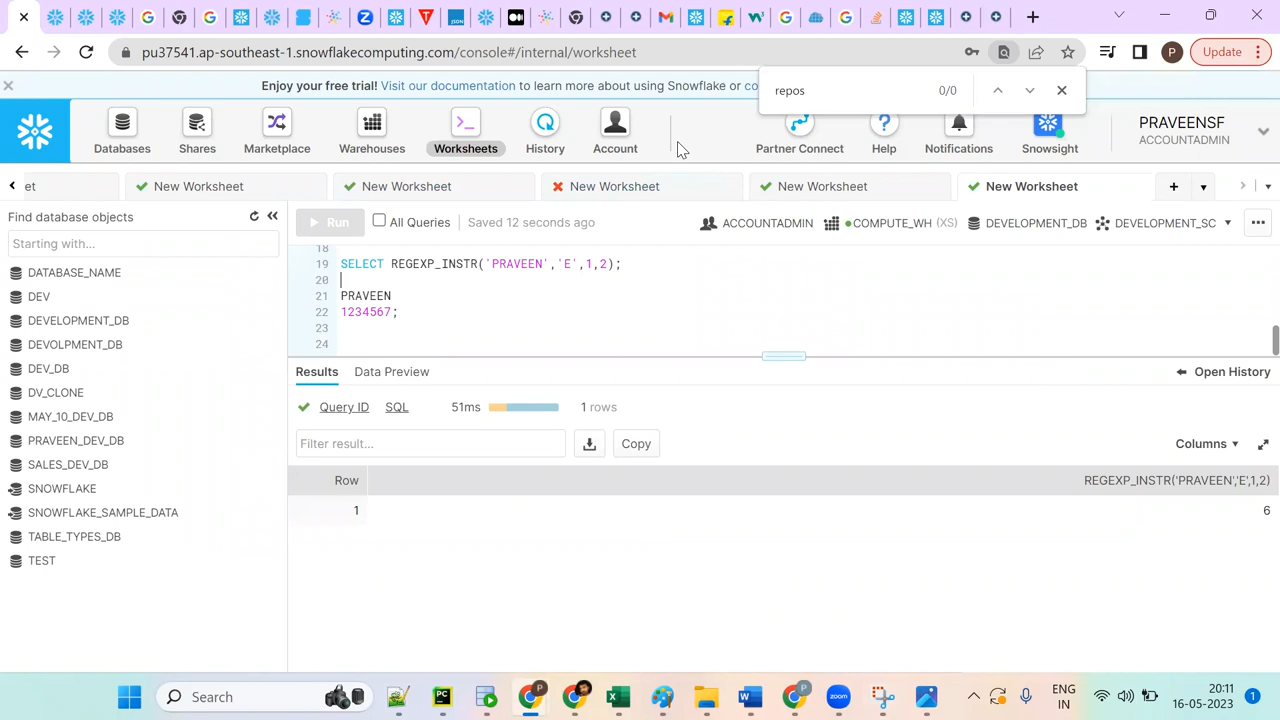 pu37541.ap-southeast-1.snowflakecomputing.com/console#/internal/worksheet
P
Update
Enjoy your free trial! Visit our documentation to learn more about using Snowflake or co
repos
0/0
Databases
Shares
Marketplace
Warehouses
Worksheets
History
Account
Partner Connect
Help
Notifications
Snowsight
PRAVEENSF
ACCOUNTADMIN
et
New Worksheet
New Worksheet
New Worksheet
New Worksheet
New Worksheet
Find database objects
Starting with...
DATABASE_NAME
DEV
DEVELOPMENT_DB
DEVOLPMENT_DB
DEV_DB
DV_CLONE
MAY_10_DEV_DB
PRAVEEN_DEV_DB
SALES_DEV_DB
SNOWFLAKE
SNOWFLAKE_SAMPLE_DATA
TABLE_TYPES_DB
TEST
Run
All Queries
Saved 12 seconds ago
ACCOUNTADMIN
COMPUTE_WH (XS)
DEVELOPMENT_DB
DEVELOPMENT_SC
18
19 SELECT REGEXP_INSTR('PRAVEEN','E',1,2);
20
21 PRAVEEN
22 1234567;
23
24
Results
Data Preview
Open History
Query ID
SQL
51ms
1 rows
Filter result...
Copy
Columns
Row
REGEXP_INSTR('PRAVEEN','E',1,2)
1
6
Search
ENG
IN
20:11
16-05-2023
1